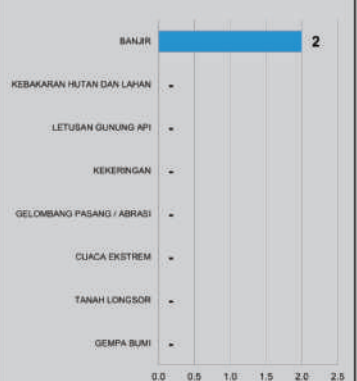 BANJIR 2
KEBAKARAN HUTAN DAN LAHAN -
LETUSAN GUNUNG API -
KEKERINGAN -
GELOMBANG PASANG / ABRASI -
CUACA EKSTREM -
TANAH LONGSOR -
GEMPA BUMI -
0.0 0.5 1.0 1.5 2.0 2.5